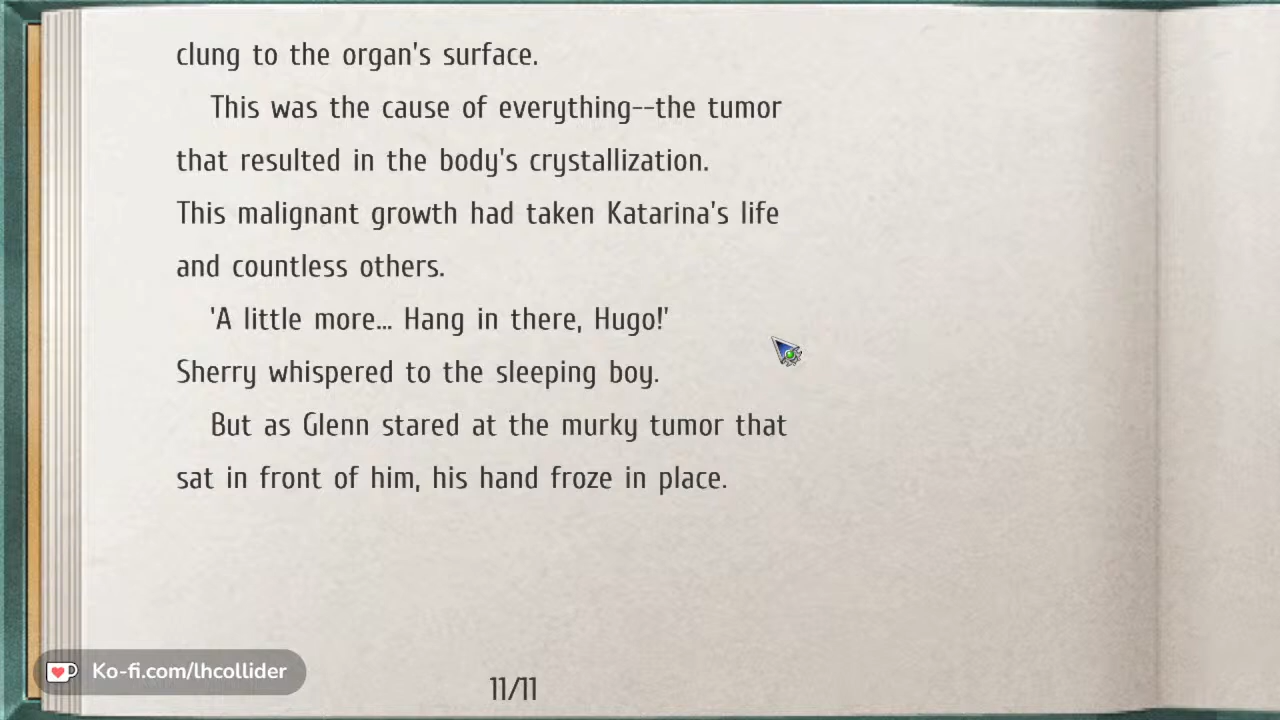 clung to the organ's surface.
This was the cause of everything--the tumor
that resulted in the body's crystallization.
This malignant growth had taken Katarina's life
and countless others.
'A little more... Hang in there, Hugo!'
Sherry whispered to the sleeping boy.
But as Glenn stared at the murky tumor that
sat in front of him, his hand froze in place.
Ko-fi.com/lhcollider
11/11